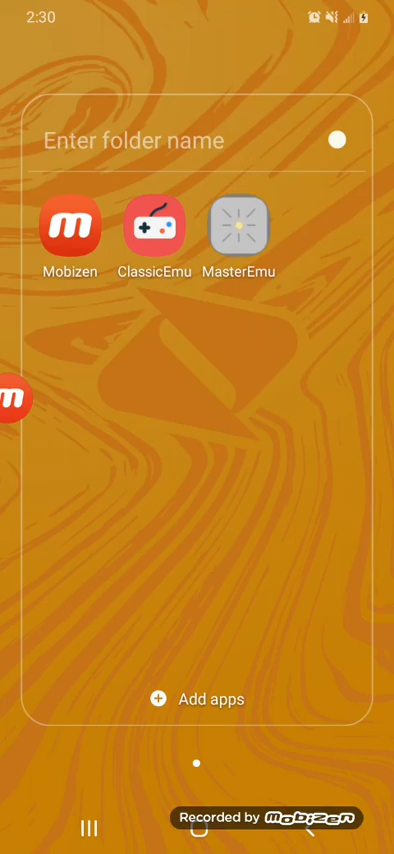 2:30
Enter folder name
m
Mobizen
ClassicEmu
MasterEmu
m
Add apps
Recorded by Mobizen